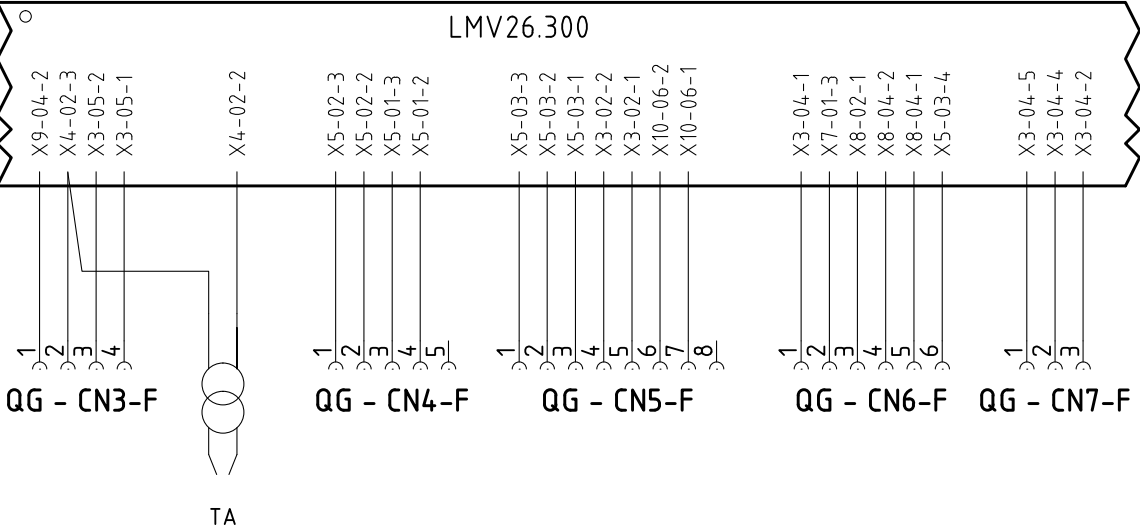 LMV26.300
X9-04-2
X4-02-3
X3-05-2
X3-05-1
X4-02-2
X5-02-3
X5-02-2
X5-01-3
X5-01-2
X5-03-3
X5-03-2
X5-03-1
X3-02-2
X3-02-1
X10-06-2
X10-06-1
X3-04-1
X7-01-3
X8-02-1
X8-04-2
X8-04-1
X5-03-4
X3-04-5
X3-04-4
X3-04-2
1 2 3 4
1 2 3 4 5
1 2 3 4 5 6 7 8
1 2 3 4 5 6
1 2 3
QG - CN3-F
QG - CN4-F
QG - CN5-F
QG - CN6-F
QG - CN7-F
TA